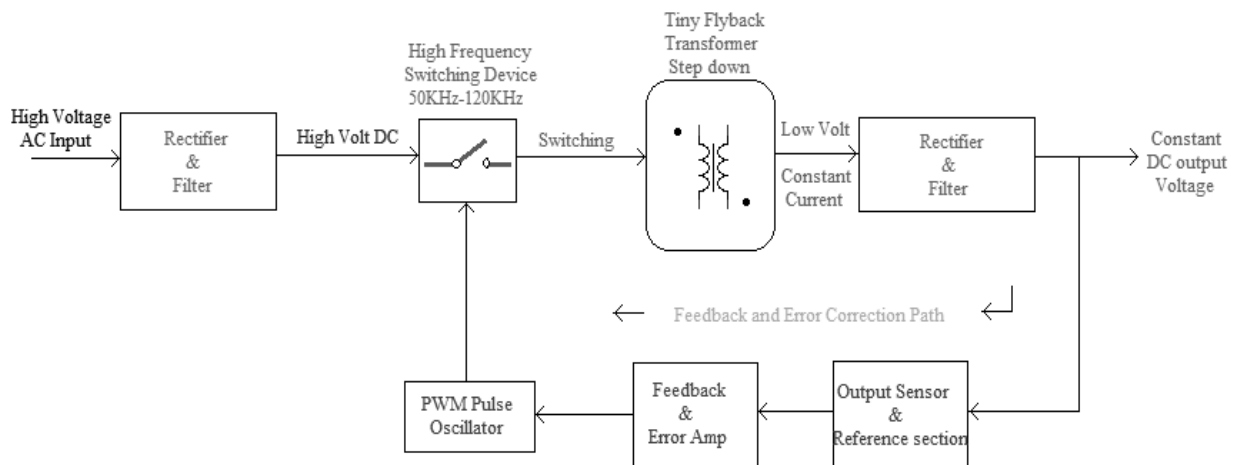 Tiny Flyback
Transformer
Step down
High Frequency
Switching Device
50KHz-120KHz
High Voltage
AC Input
Rectifier
&
Filter
High Volt DC
Switching
Low Volt
Constant
Current
Rectifier
&
Filter
Constant
DC output
Voltage
Feedback and Error Correction Path
PWM Pulse
Oscillator
Feedback
&
Error Amp
Output Sensor
&
Reference section